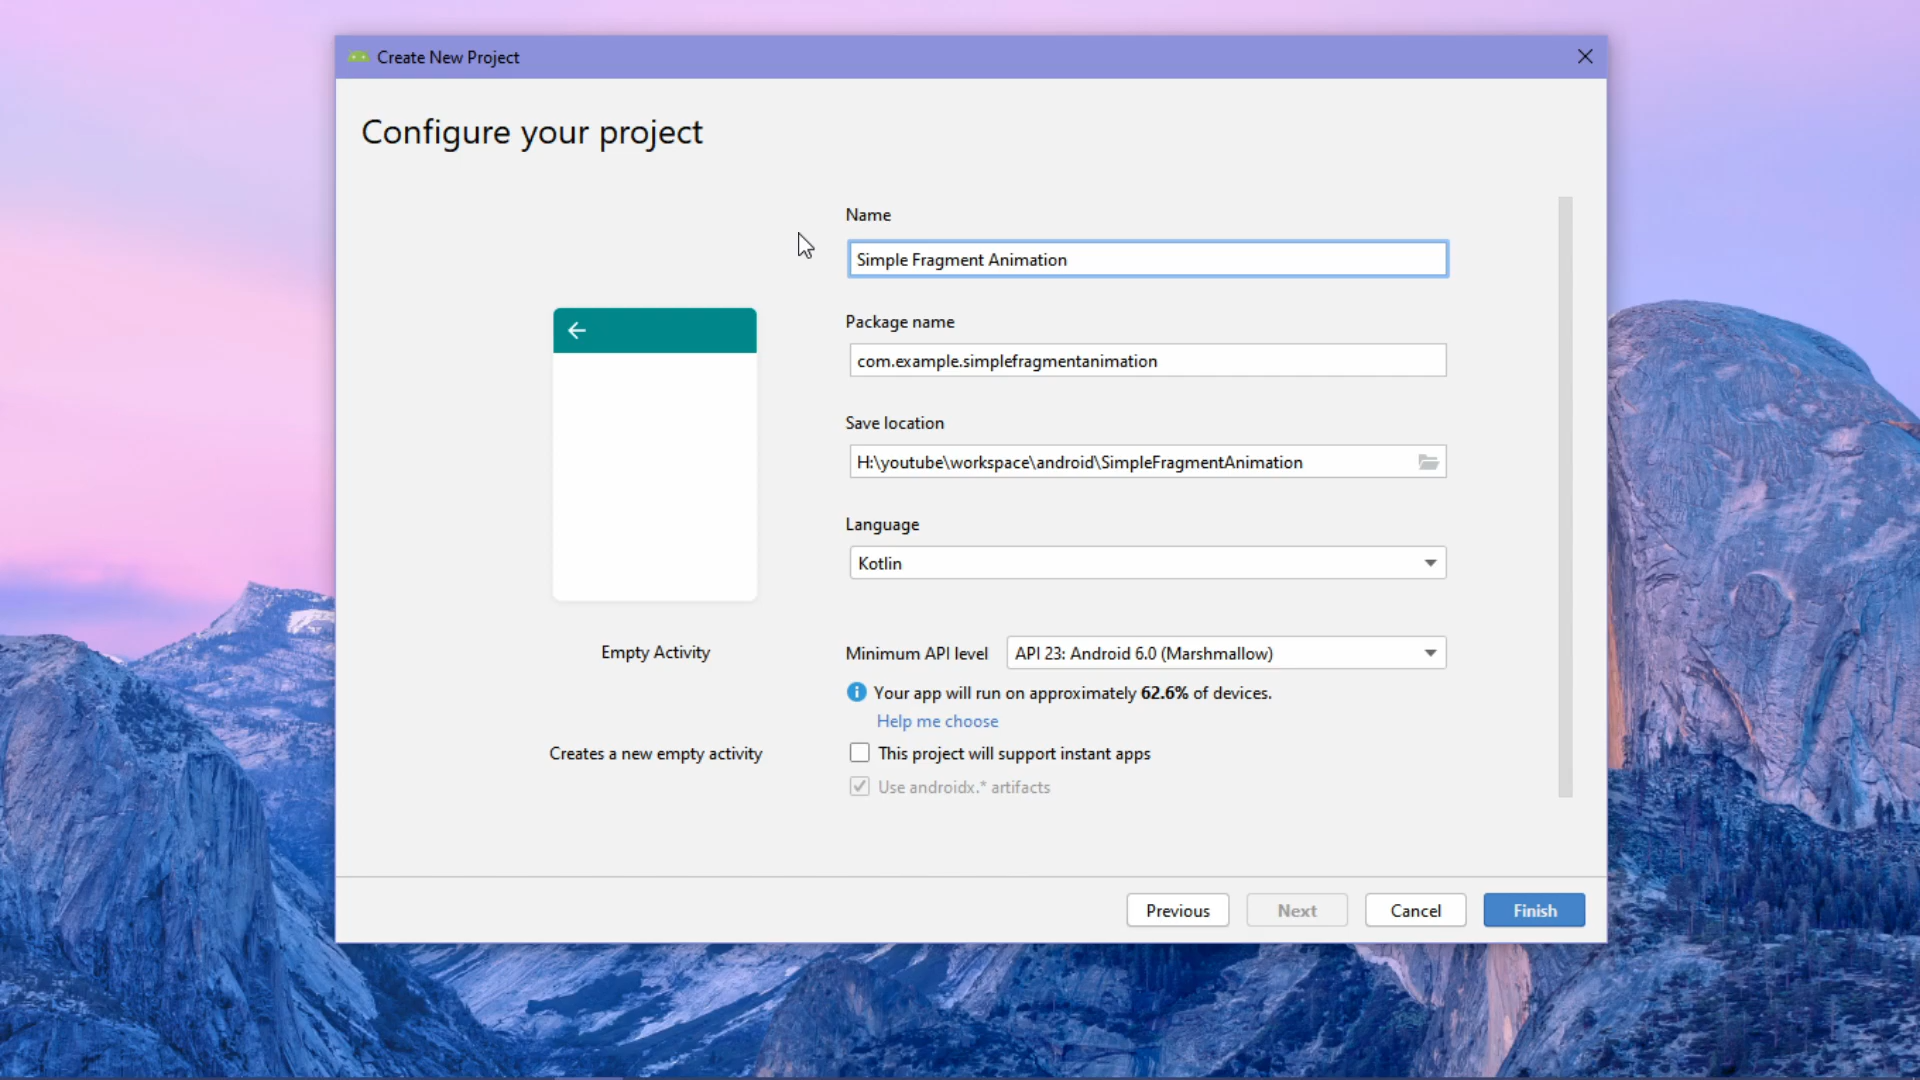 Create New Project
Configure your project
Name
Simple Fragment Animation
Package name
com.example.simplefragmentanimation
Save location
H:\youtube\workspace\android\SimpleFragmentAnimation
Language
Kotlin
Empty Activity
Minimum API level API 23: Android 6.0 (Marshmallow)
Your app will run on approximately 62.6% of devices.
Help me choose
Creates a new empty activity
This project will support instant apps
Use androidx.* artifacts
Previous Next Cancel Finish